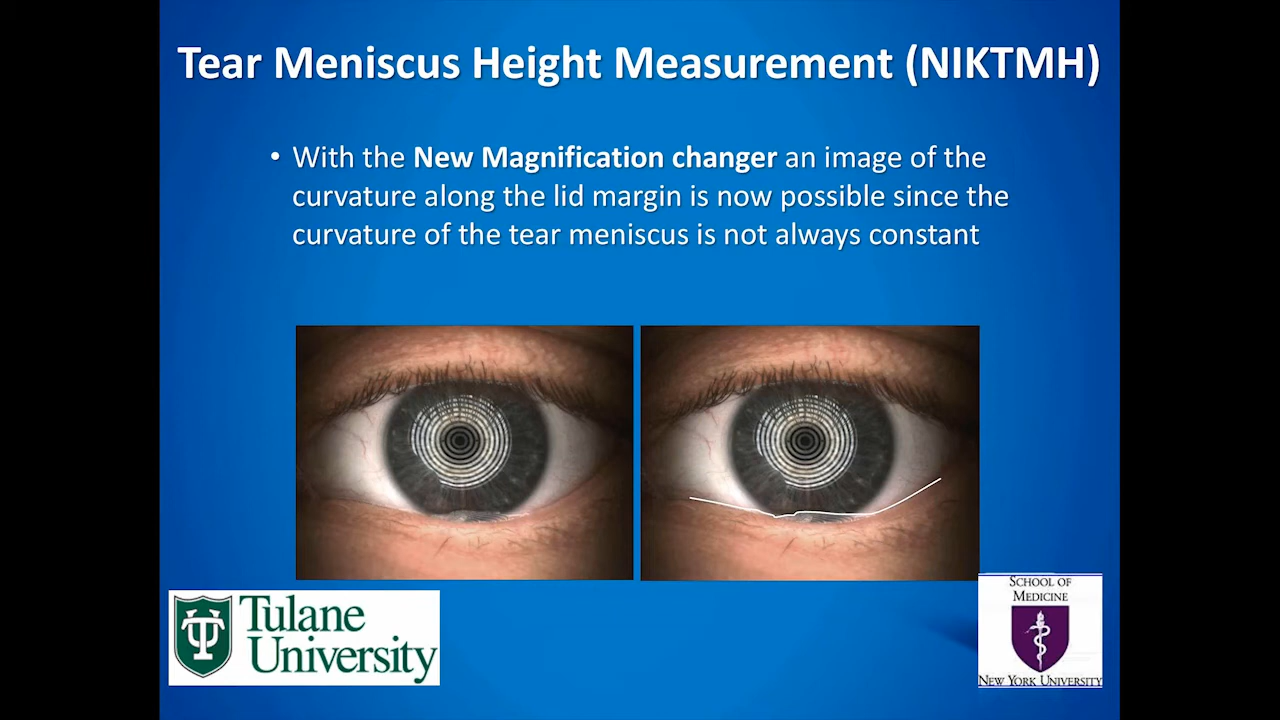 Tear Meniscus Height Measurement (NIKTMH)
• With the New Magnification changer an image of the
curvature along the lid margin is now possible since the
curvature of the tear meniscus is not always constant
Tulane
University
SCHOOL OF
MEDICINE
NEW YORK UNIVERSITY